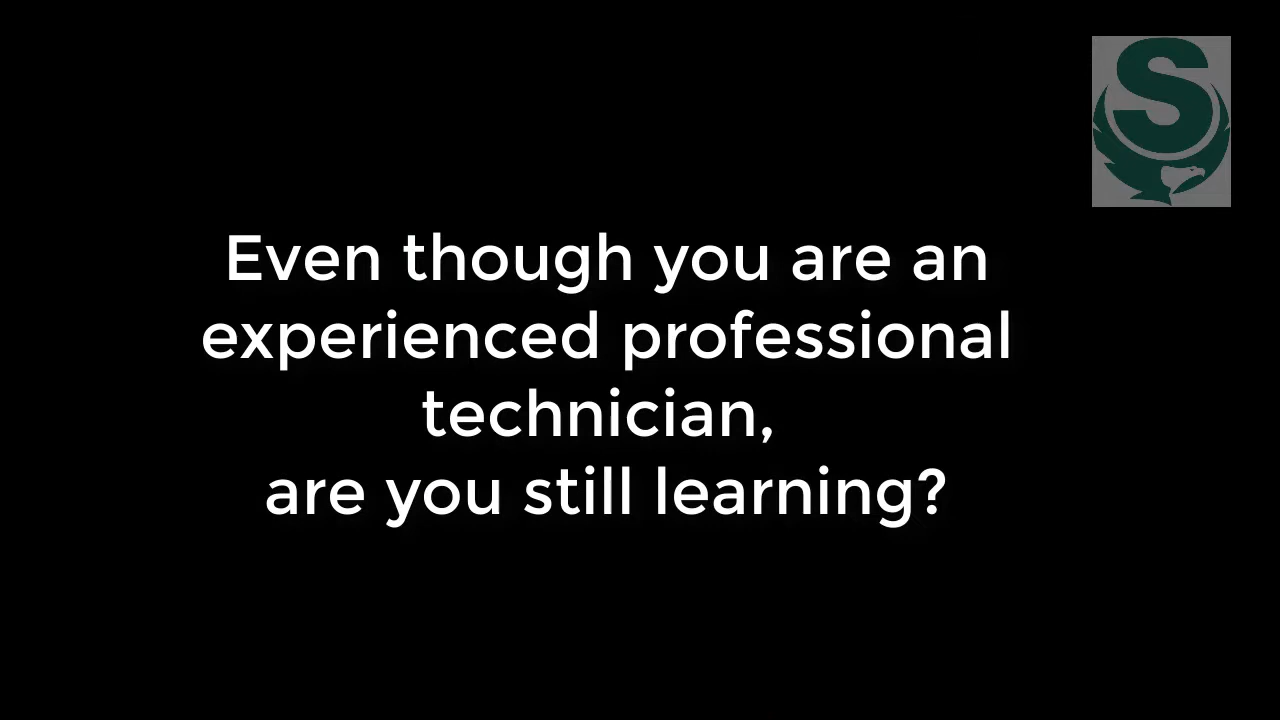 S
Even though you are an
experienced professional
technician,
are you still learning?